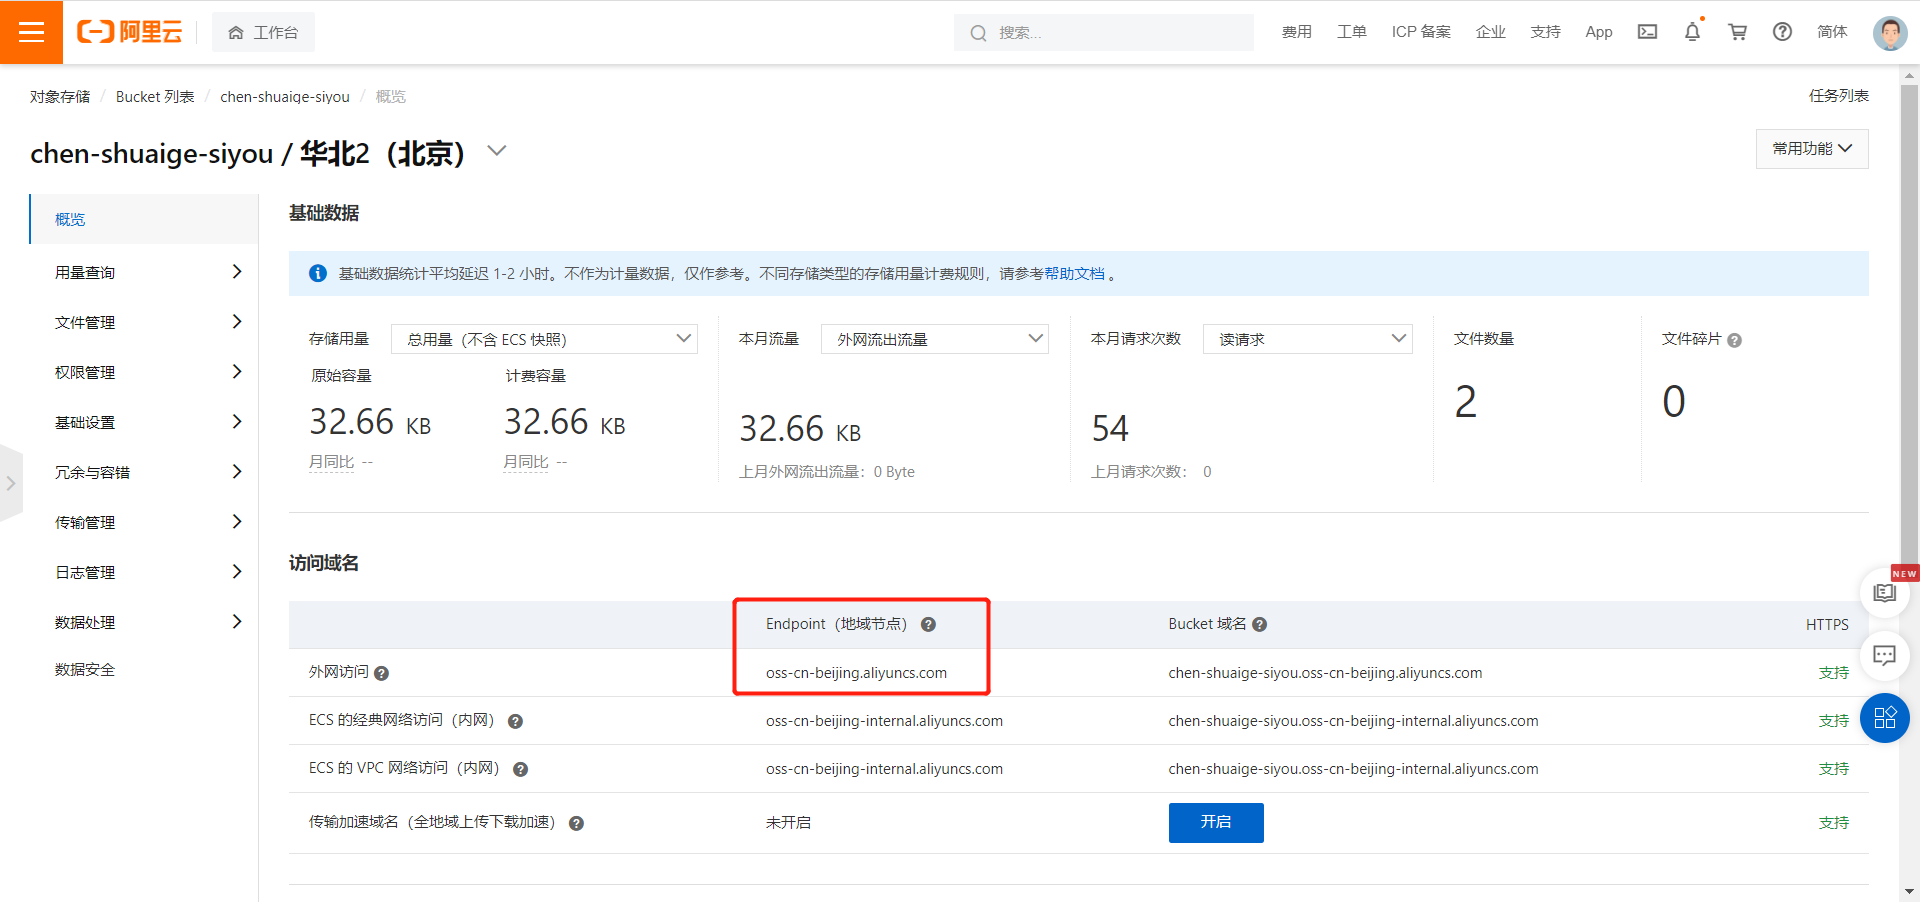 阿里云
工作台
搜索...
费用
工单
ICP 备案
企业
支持
App
简体
对象存储 / Bucket 列表 / chen-shuaige-siyou / 概览
任务列表
chen-shuaige-siyou / 华北2（北京）
常用功能
概览
用量查询
文件管理
权限管理
基础设置
冗余与容错
传输管理
日志管理
数据处理
数据安全
基础数据
基础数据统计平均延迟 1-2 小时。不作为计量数据，仅作参考。不同存储类型的存储用量计费规则，请参考帮助文档 。
存储用量
总用量（不含 ECS 快照）
原始容量
计费容量
32.66 KB
32.66 KB
月同比 --
月同比 --
本月流量
外网流出流量
32.66 KB
上月外网流出流量：0 Byte
本月请求次数
读请求
54
上月请求次数： 0
文件数量
2
文件碎片
0
访问域名
Endpoint（地域节点）
Bucket 域名
HTTPS
外网访问
oss-cn-beijing.aliyuncs.com
chen-shuaige-siyou.oss-cn-beijing.aliyuncs.com
支持
ECS 的经典网络访问（内网）
oss-cn-beijing-internal.aliyuncs.com
chen-shuaige-siyou.oss-cn-beijing-internal.aliyuncs.com
支持
ECS 的 VPC 网络访问（内网）
oss-cn-beijing-internal.aliyuncs.com
chen-shuaige-siyou.oss-cn-beijing-internal.aliyuncs.com
支持
传输加速域名（全地域上传下载加速）
未开启
开启
支持
NEW